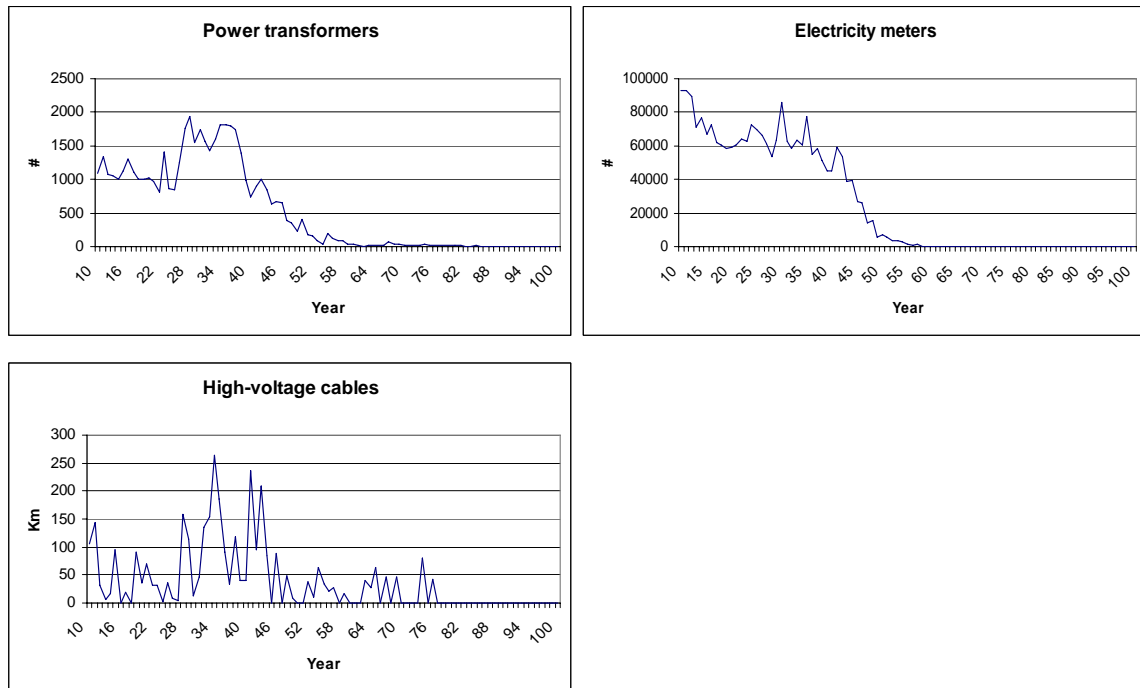 Power transformers
2500
2000
1500
1000
500
0
#
10 16 22 28 34 40 46 52 58 64 70 76 82 88 94 100
Year
Electricity meters
100000
80000
60000
40000
20000
0
#
10 15 20 25 30 35 40 45 50 55 60 65 70 75 80 85 90 95 100
Year
High-voltage cables
300
250
200
150
100
50
0
Km
10 16 22 28 34 40 46 52 58 64 70 76 82 88 94 100
Year